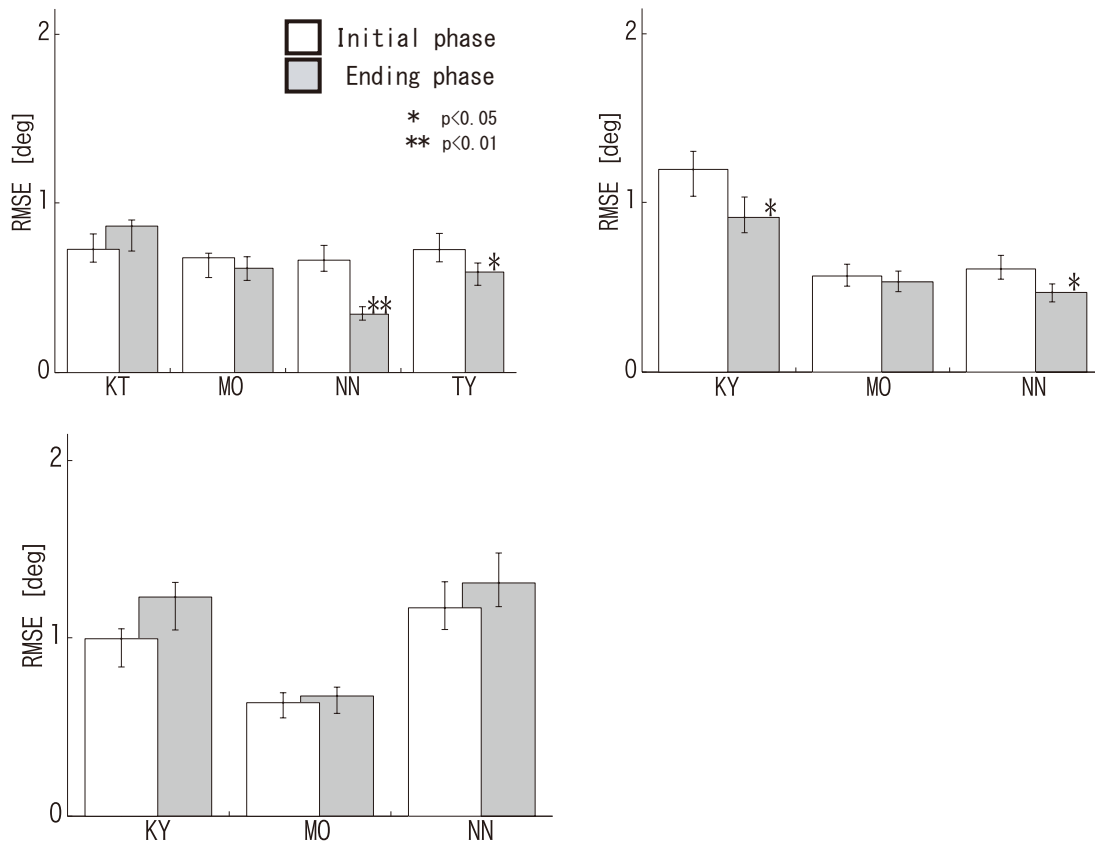 2
Initial phase
Ending phase
* p<0.05
** p<0.01
RMSE [deg]
1
**
*
0
KT MO NN TY
2
RMSE [deg]
1
*
*
0
KY MO NN
2
RMSE [deg]
1
0
KY MO NN